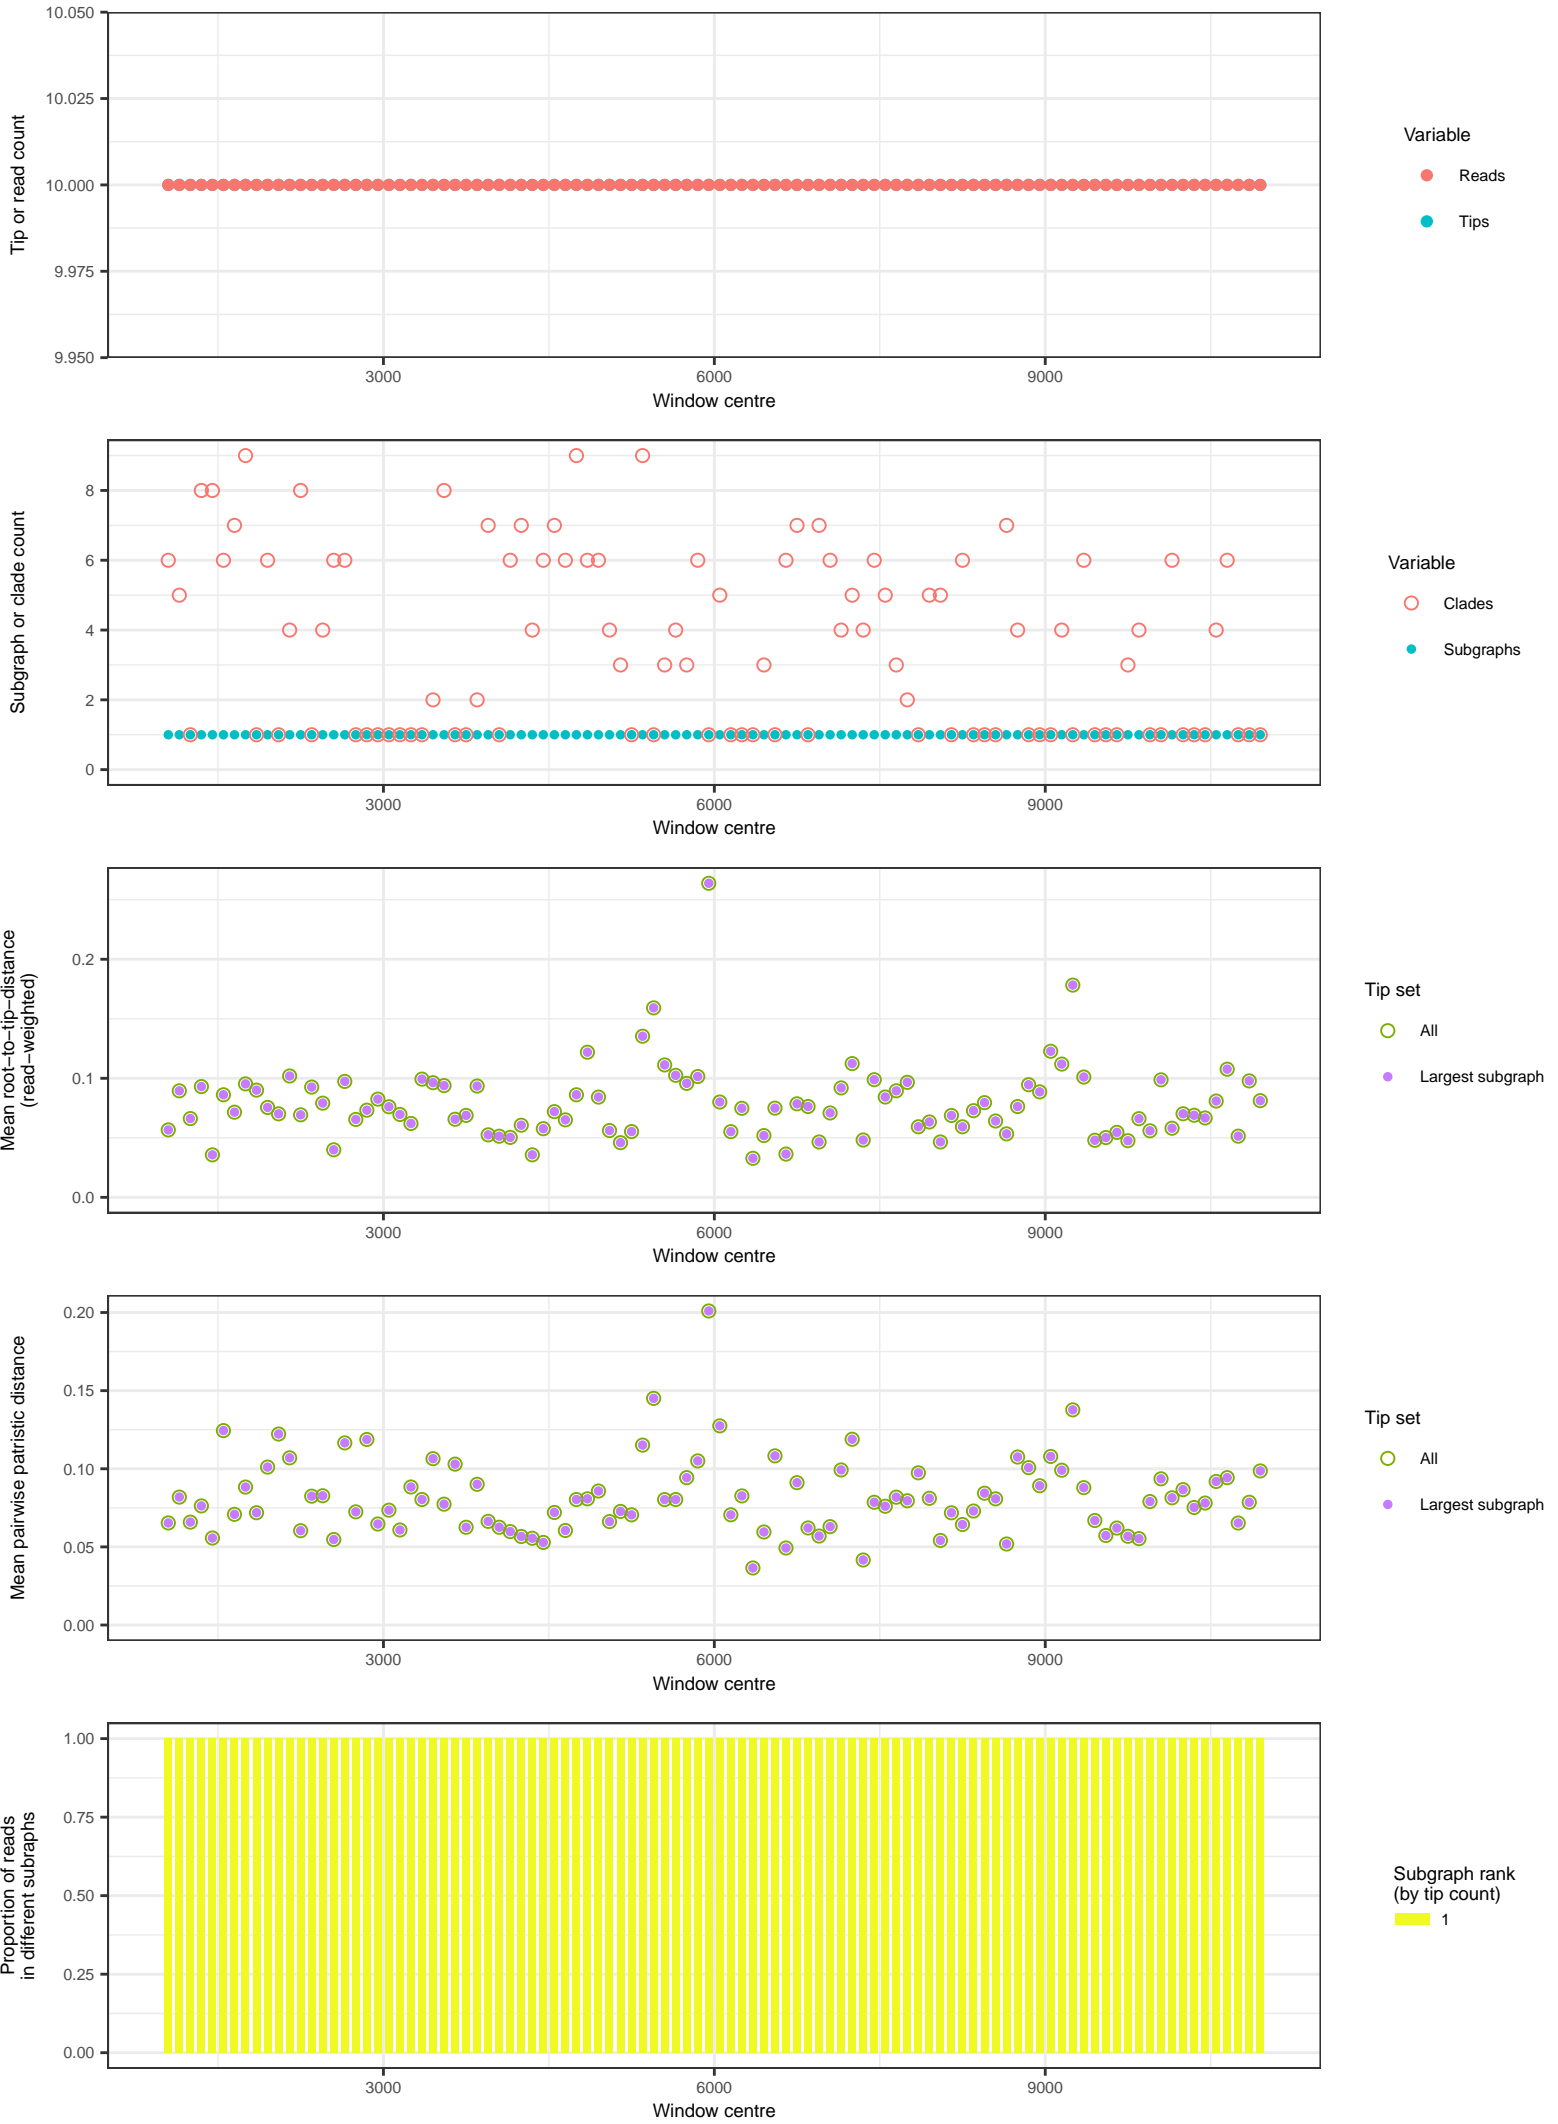 10.050
10.025
10.000
9.975
9.950
Tip or read count
3000 6000 9000
Window centre
Variable
Reads
Tips
8
6
4
2
0
Subgraph or clade count
3000 6000 9000
Window centre
Variable
Clades
Subgraphs
0.2
0.1
0.0
Mean root−to−tip−distance
(read−weighted)
3000 6000 9000
Window centre
Tip set
All
Largest subgraph
0.20
0.15
0.10
0.05
0.00
Mean pairwise patristic distance
3000 6000 9000
Window centre
Tip set
All
Largest subgraph
1.00
0.75
0.50
0.25
0.00
Proportion of reads
in different subraphs
3000 6000 9000
Window centre
Subgraph rank
(by tip count)
1